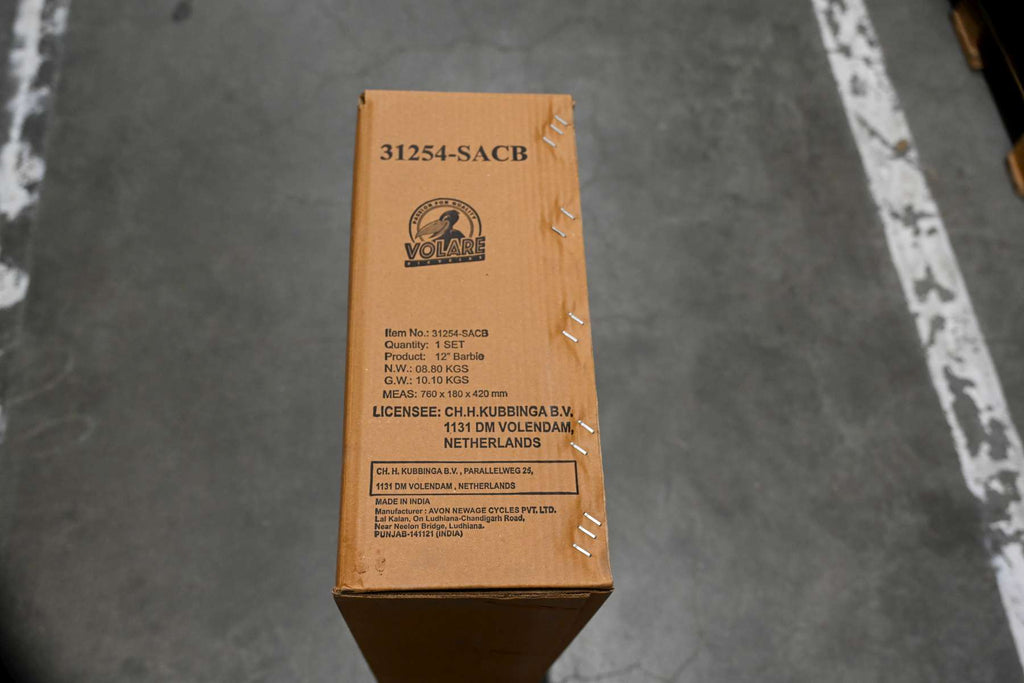 31254-SACB
PASSION FOR QUALITY
VOLARE
Item No.: 31254-SACB
Quantity: 1 SET
Product: 12" Barbie
N.W.: 08.80 KGS
G.W.: 10.10 KGS
MEAS: 760 x 180 x 420 mm
LICENSEE: CH.H.KUBBINGA B.V.
1131 DM VOLENDAM,
NETHERLANDS
CH. H. KUBBINGA B.V. , PARALLELWEG 25,
1131 DM VOLENDAM , NETHERLANDS
MADE IN INDIA
Manufacturer : AVON NEWAGE CYCLES PVT. LTD.
Lal Kalan, On Ludhiana-Chandigarh Road,
Near Neelon Bridge, Ludhiana.
PUNJAB-141121 (INDIA)